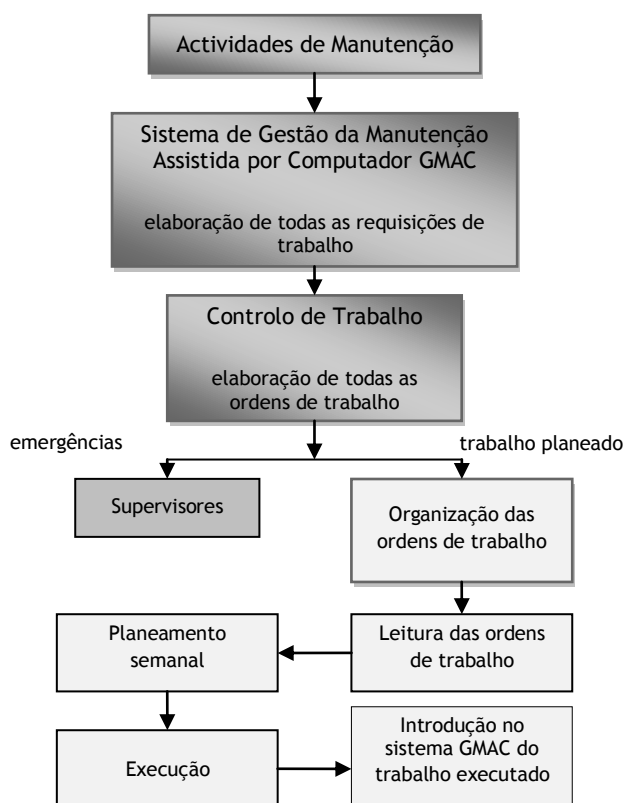 Actividades de Manutenção
Sistema de Gestão da Manutenção
Assistida por Computador GMAC
elaboração de todas as requisições de
trabalho
Controlo de Trabalho
elaboração de todas as
ordens de trabalho
emergências
trabalho planeado
Supervisores
Organização das
ordens de trabalho
Planeamento
semanal
Leitura das ordens
de trabalho
Execução
Introdução no
sistema GMAC do
trabalho executado